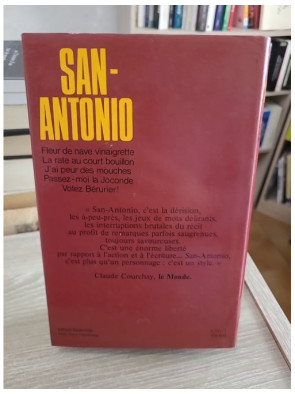 SAN-
ANTONIO
Fleur de nave vinaigrette
La rate au court bouillon
J'ai peur des mouches
Passez-moi la Joconde
Votez Bérurier!
« San-Antonio, c'est la dérision,
les à-peu-près, les jeux de mots délirants,
les interruptions brutales du récit
au profit de remarques parfois saugrenues,
toujours savoureuses.
C'est une énorme liberté
par rapport à l'action et à l'écriture... San-Antonio,
c'est plus qu'un personnage : c'est un style. »
Claude Courchay, le Monde.